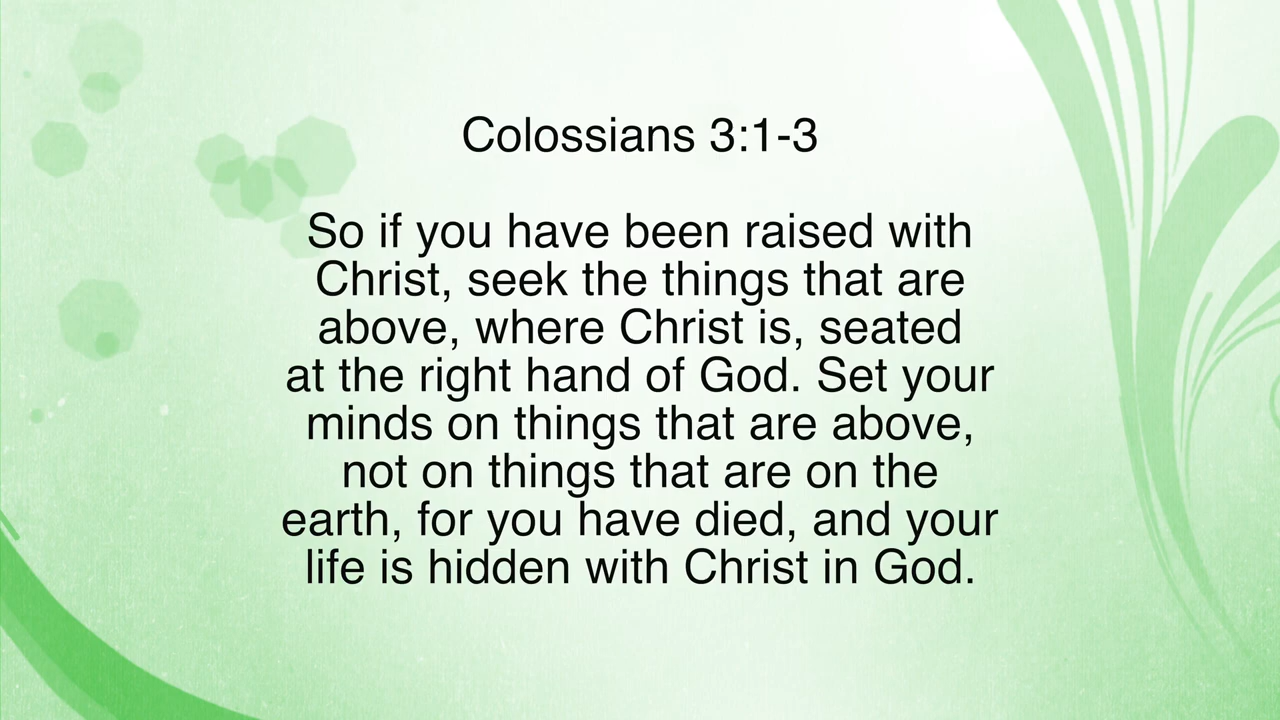 Colossians 3:1-3
So if you have been raised with
Christ, seek the things that are
above, where Christ is, seated
at the right hand of God. Set your
minds on things that are above,
not on things that are on the
earth, for you have died, and your
life is hidden with Christ in God.